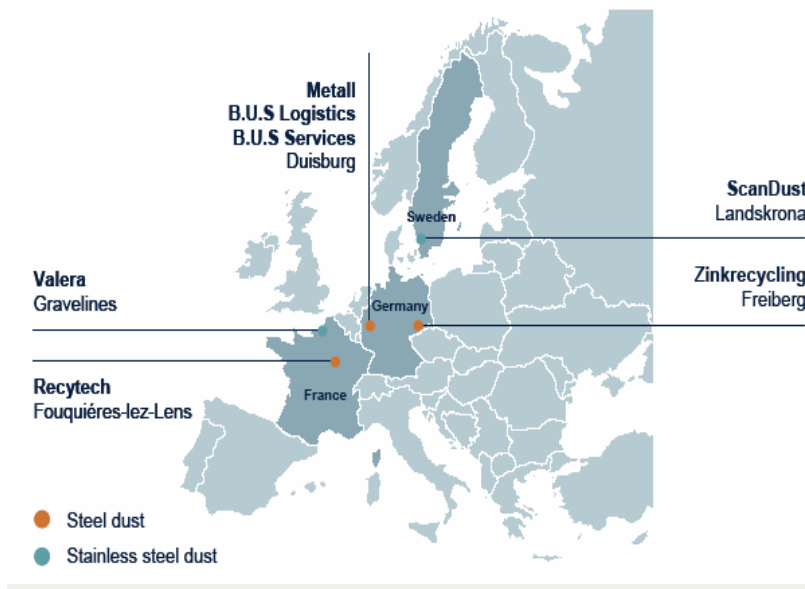 Metall
B.U.S Logistics
B.U.S Services
Duisburg
ScanDust
Landskrona
Sweden
Zinkrecycling
Freiberg
Valera
Gravelines
Germany
Recytech
Fouquiéres-lez-Lens
France
Steel dust
Stainless steel dust